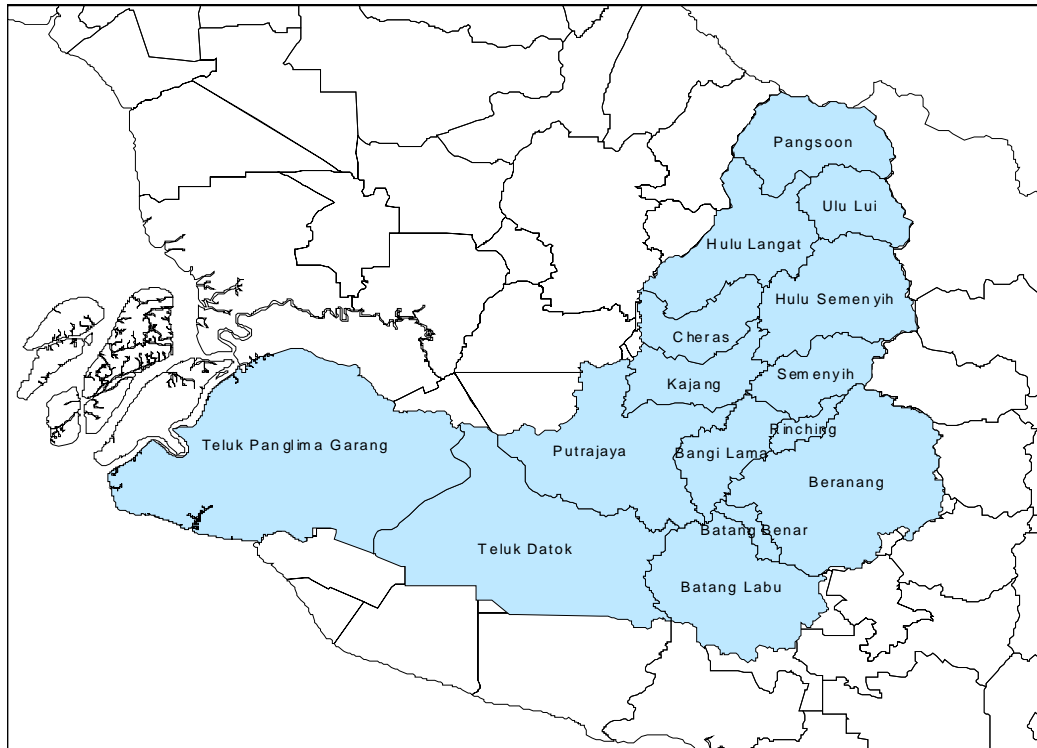 Pangsoon
Ulu Lui
Hulu Langat
Hulu Semenyih
Cheras
Semenyih
Kajang
Rinching
Teluk Panglima Garang
Putrajaya
Bangi Lama
Beranang
Batang Benar
Teluk Datok
Batang Labu